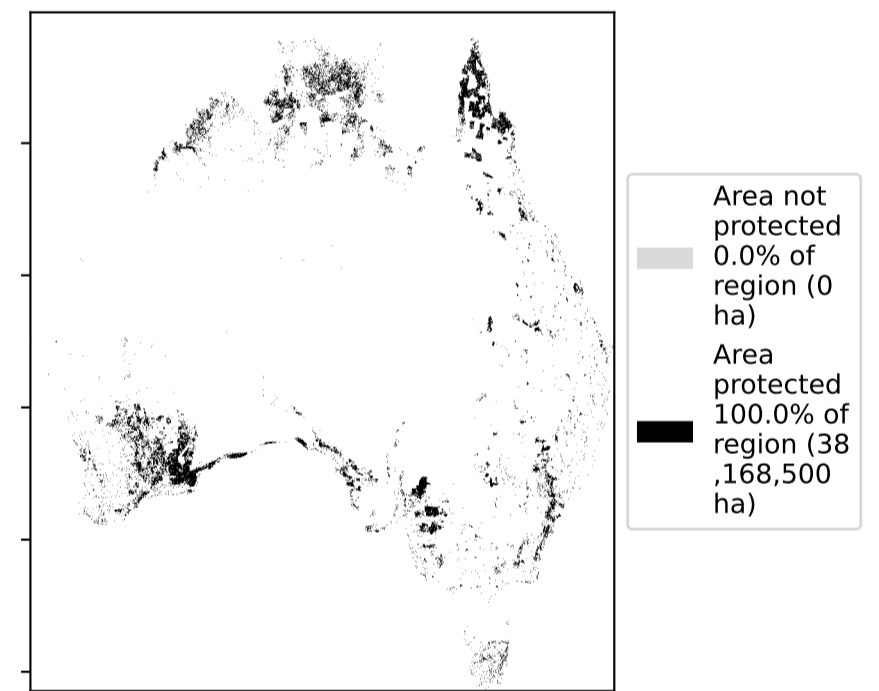 Area not
protected
0.0% of
region (0
ha)
Area
protected
100.0% of
region (38
,168,500
ha)